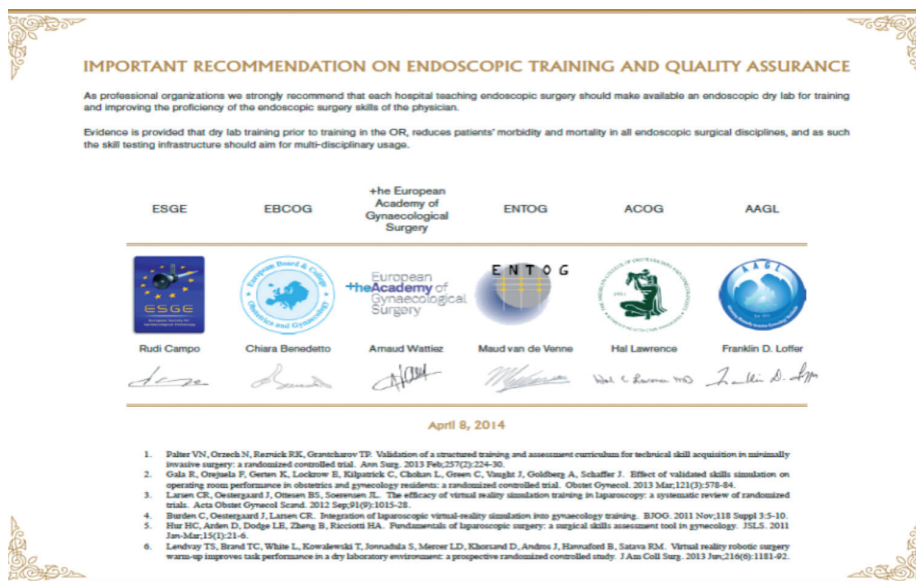 IMPORTANT RECOMMENDATION ON ENDOSCOPIC TRAINING AND QUALITY ASSURANCE
As professional organizations we strongly recommend that each hospital teaching endoscopic surgery should make available an endoscopic dry lab for training
and improving the proficiency of the endoscopic surgery skills of the physician.
Evidence is provided that dry lab training prior to training in the OR, reduces patients' morbidity and mortality in all endoscopic surgical disciplines, and as such
the skill testing infrastructure should aim for multi-disciplinary usage.
ESGE
EBCOG
+he European
Academy of
Gynaecological
Surgery
ENTOG
ACOG
AAGL
ESGE
European Board & College
Obstetrics and Gynaecology
European
+heAcademy of
Gynaecological
Surgery
ENTOG
AAGL
Rudi Campo
Chiara Benedetto
Arnaud Wattiez
Maud van de Venne
Hal Lawrence
Franklin D. Loffer
April 8, 2014
1. Palter VN, Orzech N, Reznick RK, Grantcharov TP. Validation of a structured training and assessment curriculum for technical skill acquisition in minimally
invasive surgery: a randomized controlled trial. Ann Surg. 2013 Feb;257(2):224-30.
2. Gala R, Orejuela F, Gerten K, Lockrow E, Kilpatrick C, Chohan L, Green C, Vaught J, Goldberg A, Schaffer J. Effect of validated skills simulation on
operating room performance in obstetrics and gynecology residents: a randomized controlled trial. Obstet Gynecol. 2013 Mar;121(3):578-84.
3. Larsen CR, Oestergaard J, Ottesen BS, Soerensen JL. The efficacy of virtual reality simulation training in laparoscopy: a systematic review of randomized
trials. Acta Obstet Gynecol Scand. 2012 Sep;91(9):1015-28.
4. Burden C, Oestergaard J, Larsen CR. Integration of laparoscopic virtual-reality simulation into gynaecology training. BJOG. 2011 Nov;118 Suppl 3:5-10.
5. Hur HC, Arden D, Dodge LE, Zheng B, Ricciotti HA. Fundamentals of laparoscopic surgery: a surgical skills assessment tool in gynecology. JSLS. 2011
Jan-Mar;15(1):21-6.
6. Lendvay TS, Brand TC, White L, Kowalewski T, Jonnadula S, Mercer LD, Khorsand D, Andros J, Hannaford B, Satava RM. Virtual reality robotic surgery
warm-up improves task performance in a dry laboratory environment: a prospective randomized controlled study. J Am Coll Surg. 2013 Jun;216(6):1181-92.